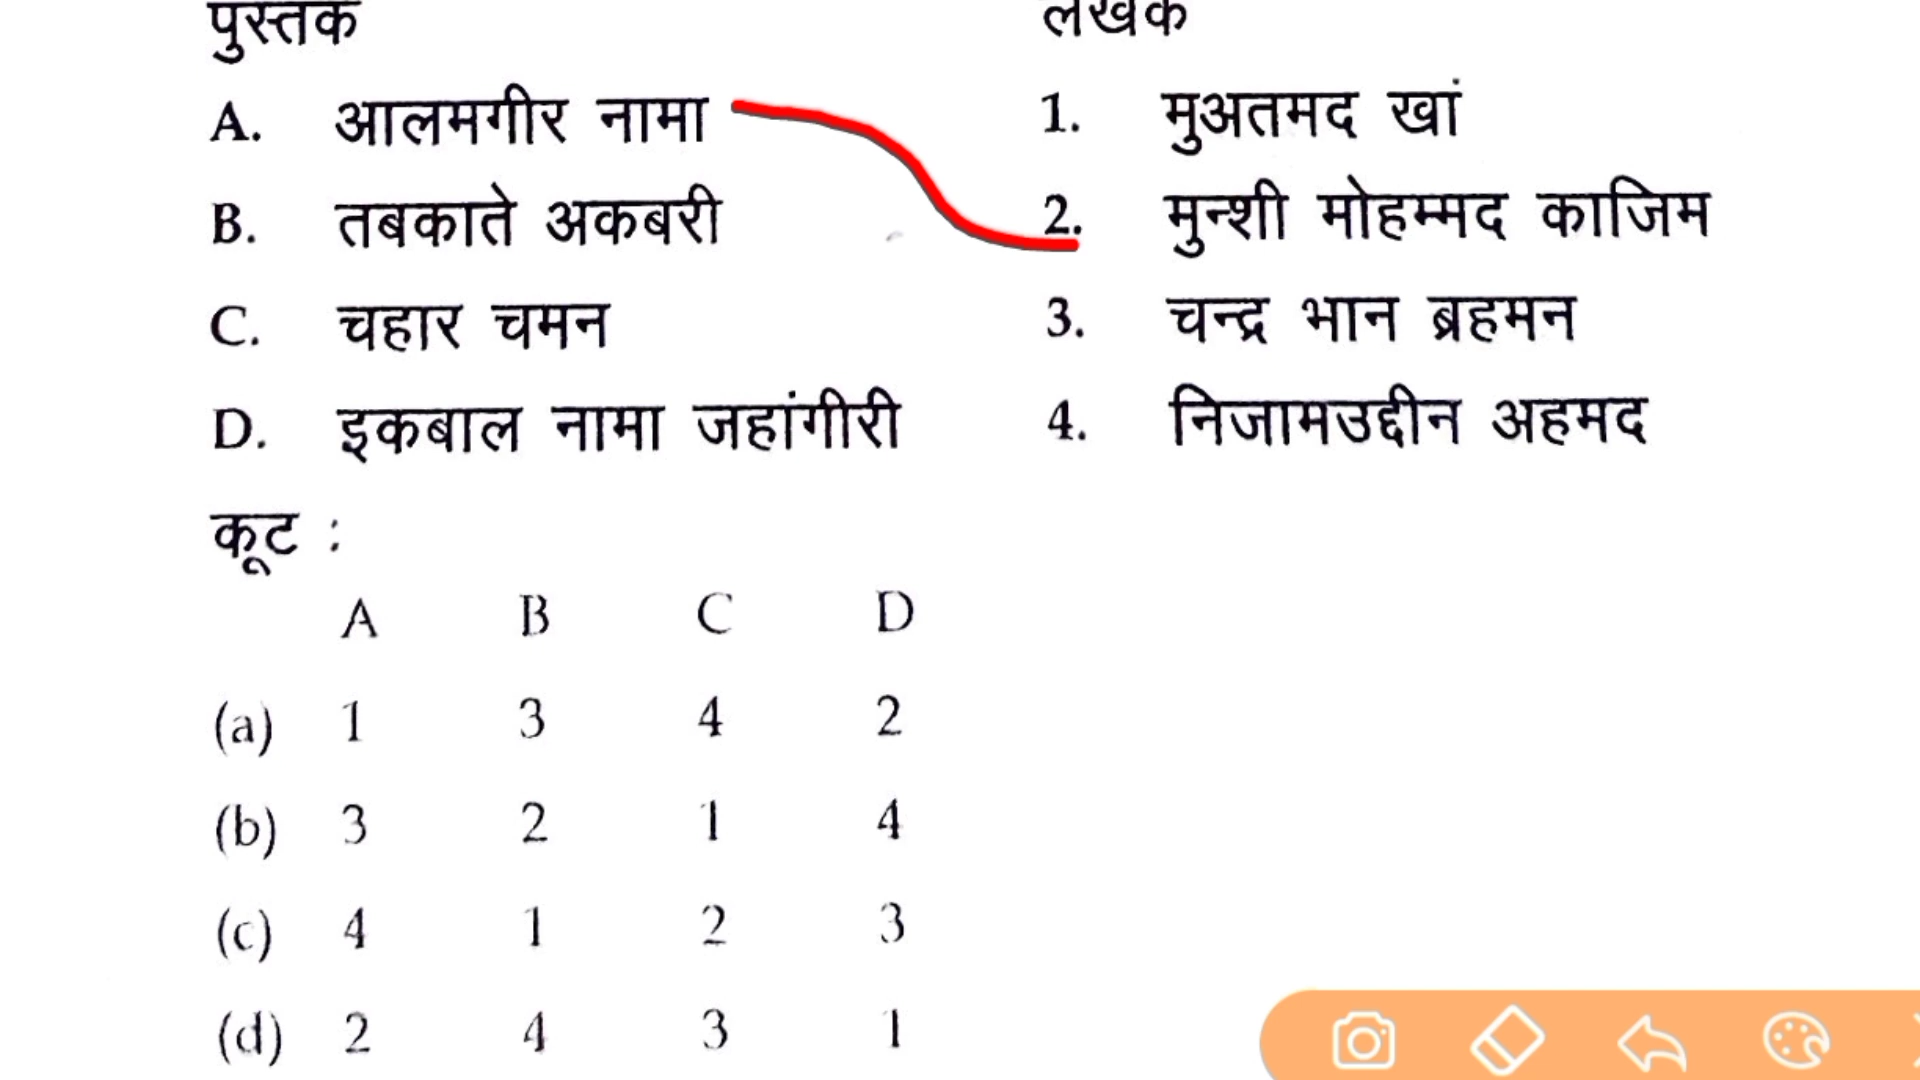 पुस्तक लेखक
A. आलमगीर नामा 1. मुअतमद खां
B. तबकाते अकबरी 2. मुन्शी मोहम्मद काजिम
C. चहार चमन 3. चन्द्र भान ब्रहमन
D. इकबाल नामा जहांगीरी 4. निजामउद्दीन अहमद
कूट :
A B C D
(a) 1 3 4 2
(b) 3 2 1 4
(c) 4 1 2 3
(d) 2 4 3 1